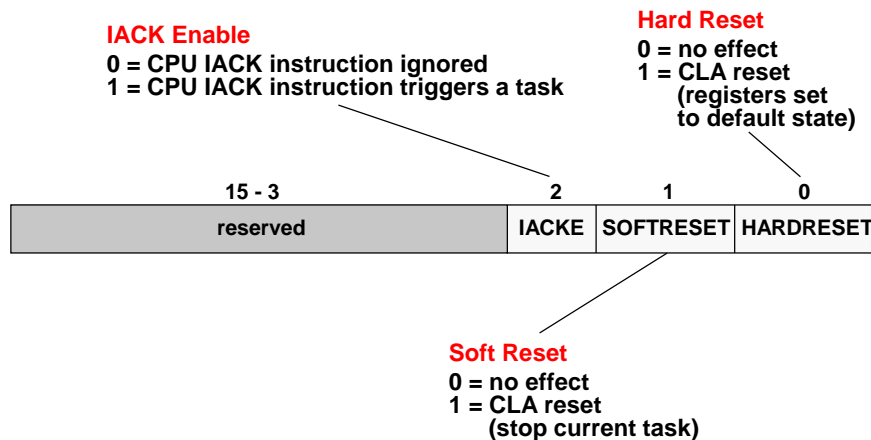 IACK Enable
0 = CPU IACK instruction ignored
1 = CPU IACK instruction triggers a task
Hard Reset
0 = no effect
1 = CLA reset
(registers set
to default state)
15 - 3
2
1
0
reserved
IACKE
SOFTRESET
HARDRESET
Soft Reset
0 = no effect
1 = CLA reset
(stop current task)